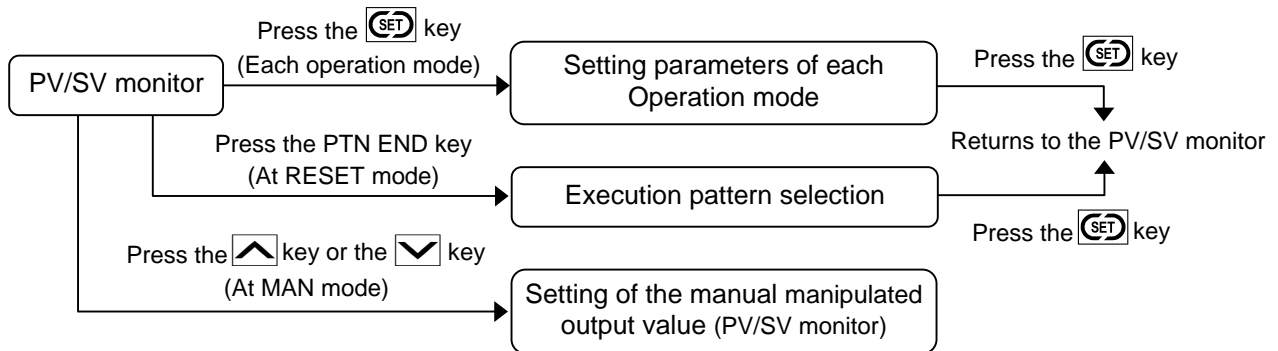 Press the SET key
(Each operation mode)
PV/SV monitor
Setting parameters of each
Operation mode
Press the SET key
Returns to the PV/SV monitor
Press the PTN END key
(At RESET mode)
Execution pattern selection
Press the SET key
Press the key or the key
(At MAN mode)
Setting of the manual manipulated
output value (PV/SV monitor)